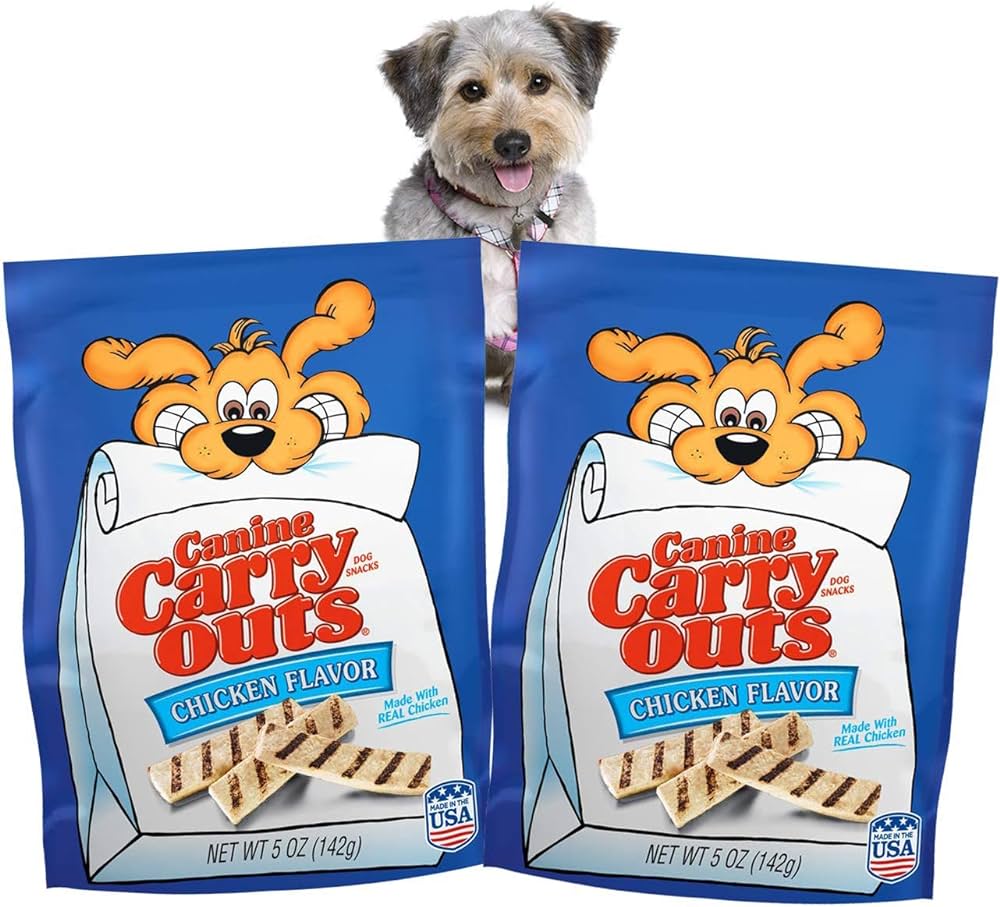 Canine
Carry
Outs®
DOG
SNACKS
CHICKEN FLAVOR
Made With
REAL Chicken
MADE IN THE
USA
NET WT 5 OZ (142g)
Canine
Carry
Outs®
DOG
SNACKS
CHICKEN FLAVOR
Made With
REAL Chicken
MADE IN THE
USA
NET WT 5 OZ (142g)